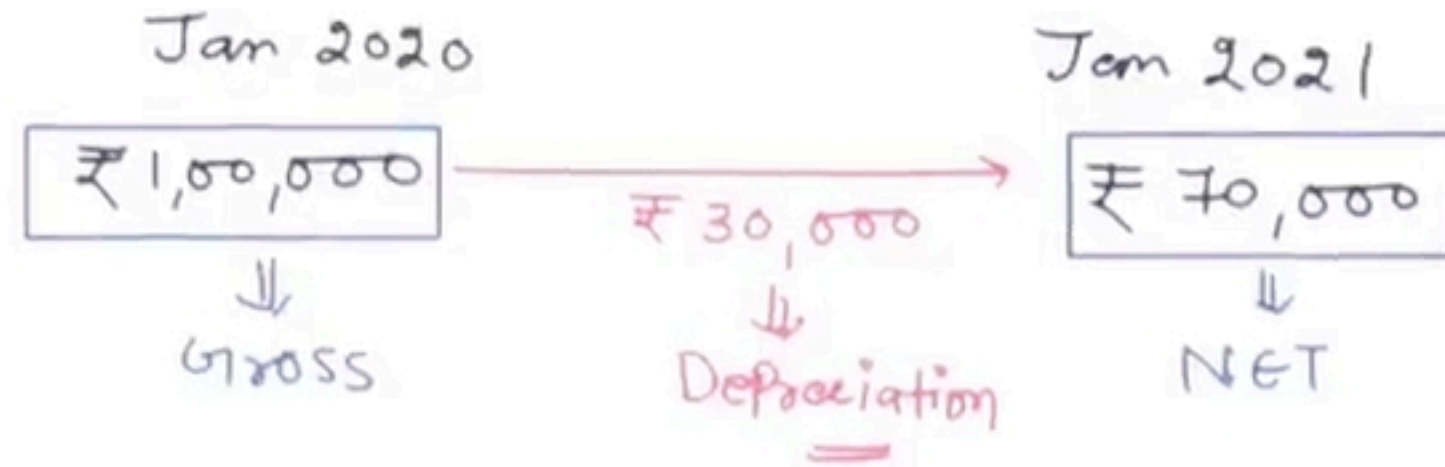 Jan 2020
Jan 2021
₹ 1,00,000
₹ 30,000
₹ 70,000
Gross
Depreciation
NET